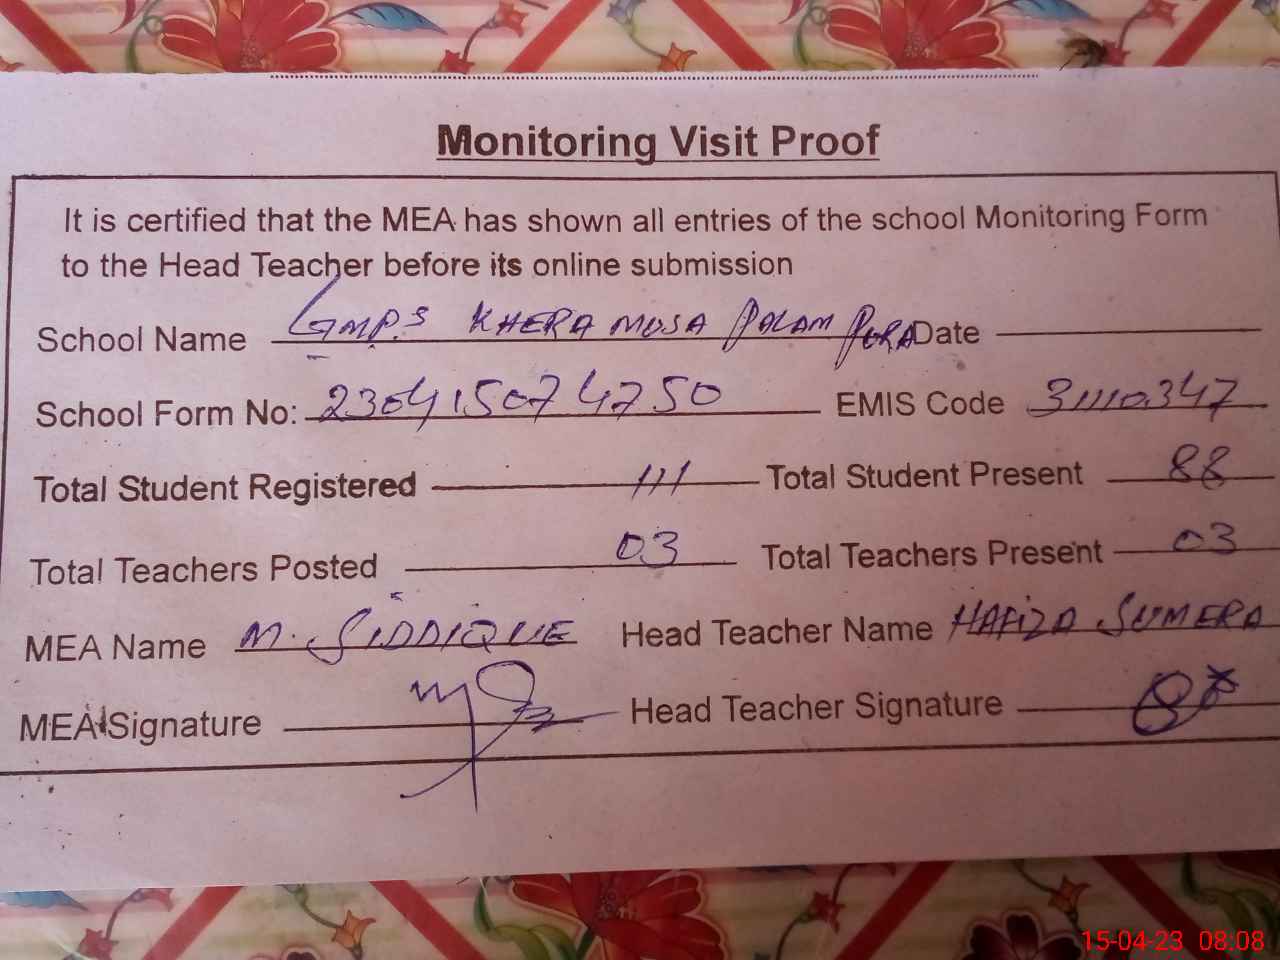 Monitoring Visit Proof
It is certified that the MEA has shown all entries of the school Monitoring Form
to the Head Teacher before its online submission
School Name GMPS KHERA MUSA PALAM PURA Date
School Form No: 230415074750 EMIS Code 31110347
Total Student Registered 111 Total Student Present 88
Total Teachers Posted 03 Total Teachers Present 03
MEA Name M. SIDDIQUE Head Teacher Name HAFIZA SUMERA
MEA Signature Head Teacher Signature
15-04-23 08:08